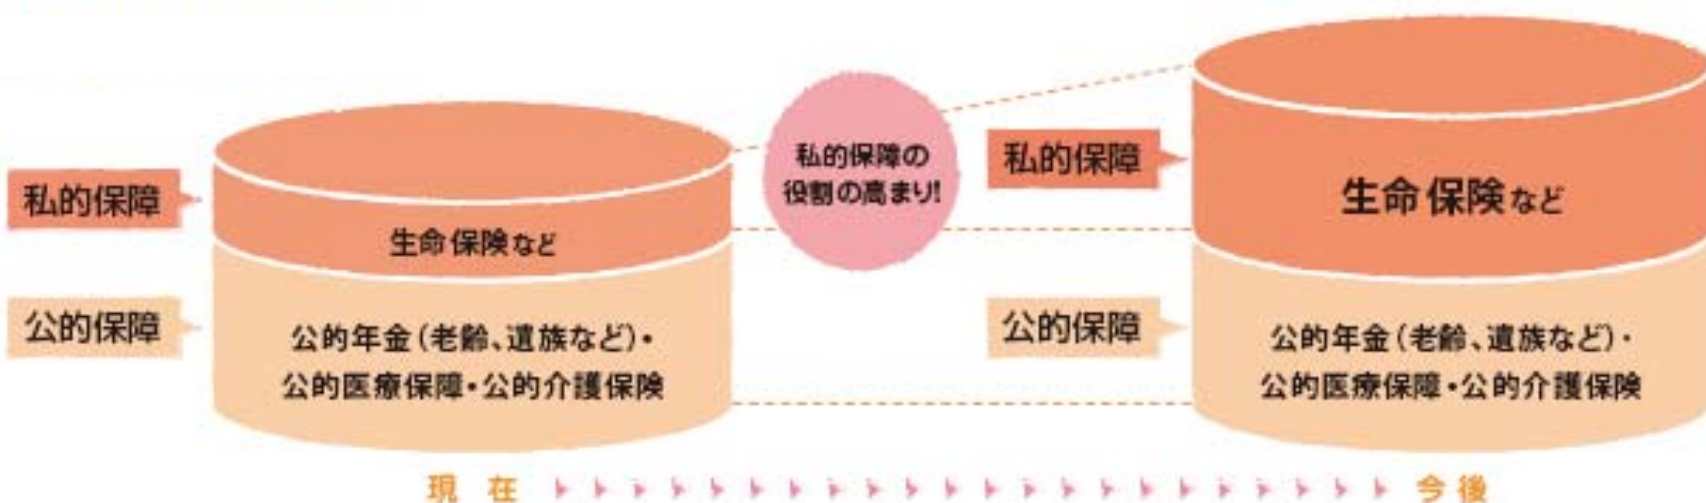 私的保障
生命保険など
公的保障
公的年金(老齢、遺族など)・
公的医療保障・公的介護保険
私的保障の
役割の高まり!
私的保障
生命保険など
公的保障
公的年金(老齢、遺族など)・
公的医療保障・公的介護保険
現在
今後